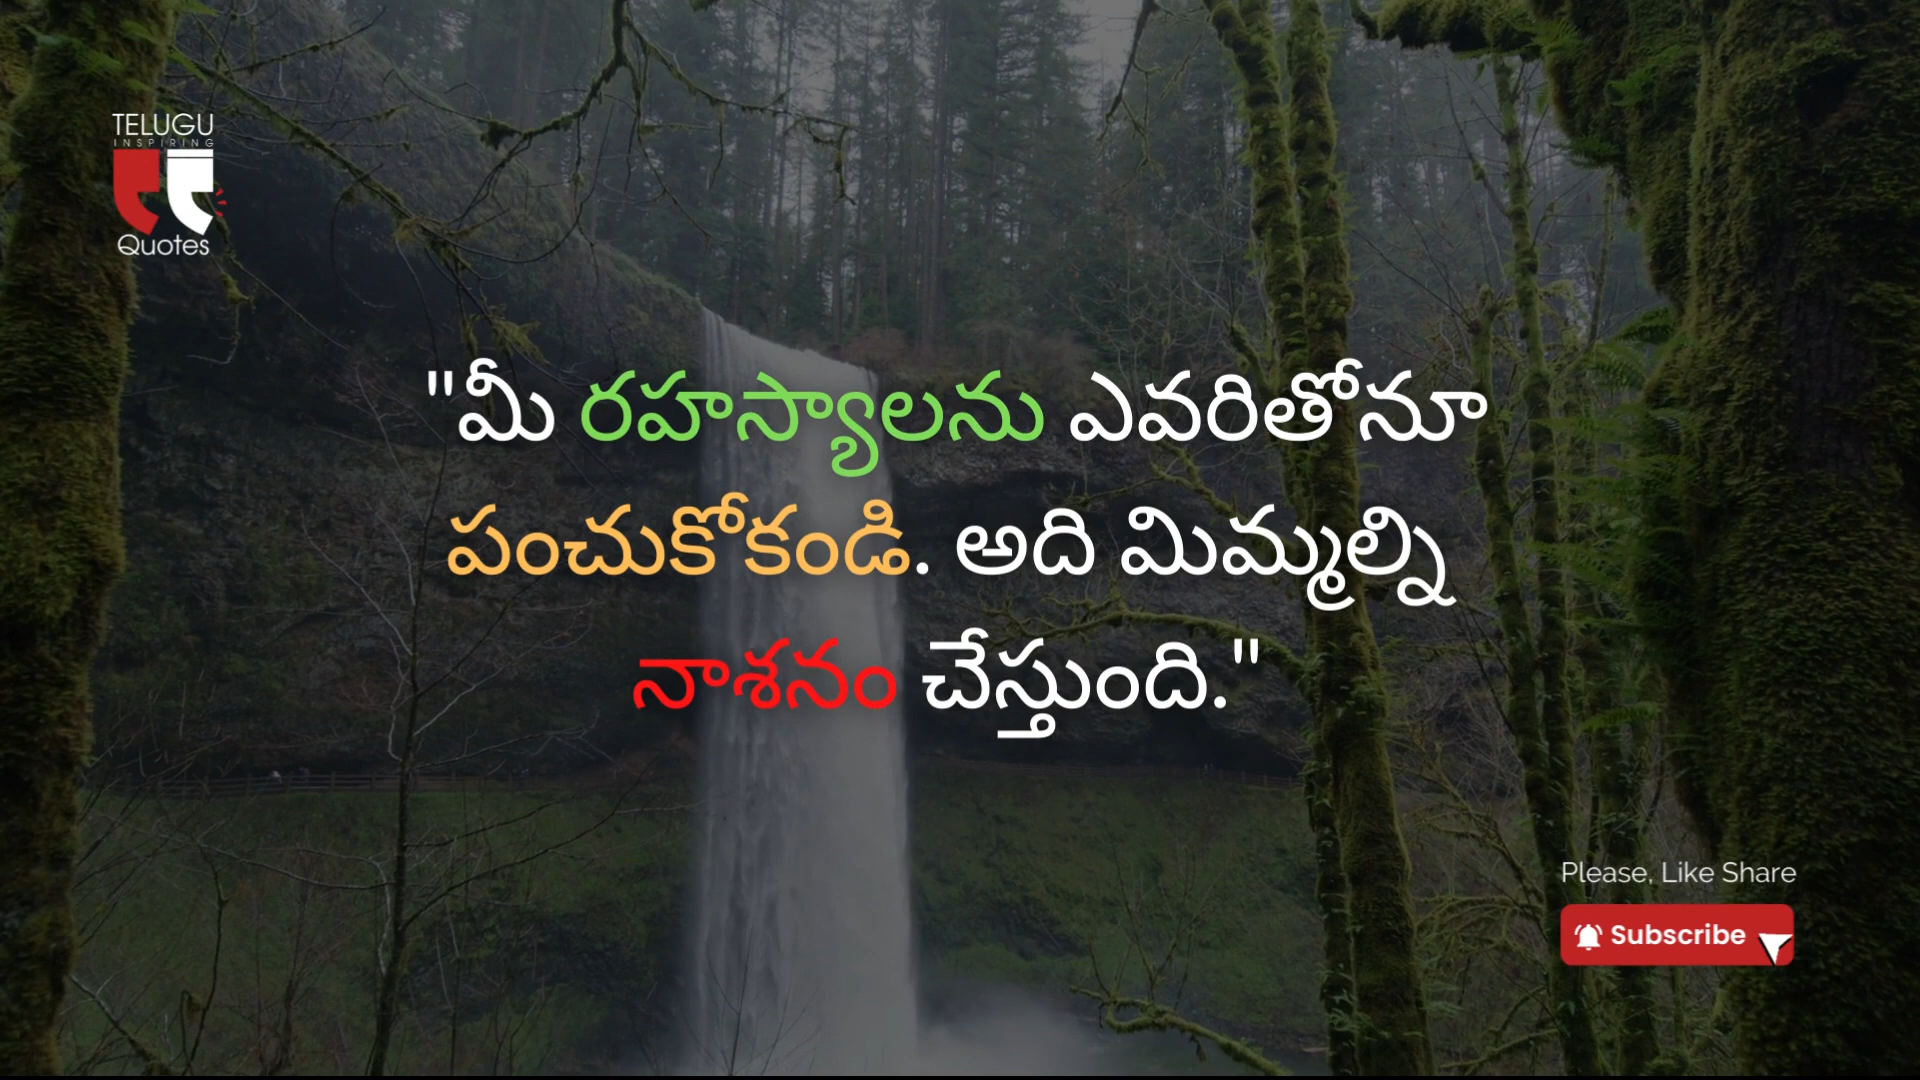 TELUGU
INSPIRING
Quotes
"మీ రహస్యాలను ఎవరితోనూ
పంచుకోకండి. అది మిమ్మల్ని
నాశనం చేస్తుంది."
Please, Like Share
Subscribe